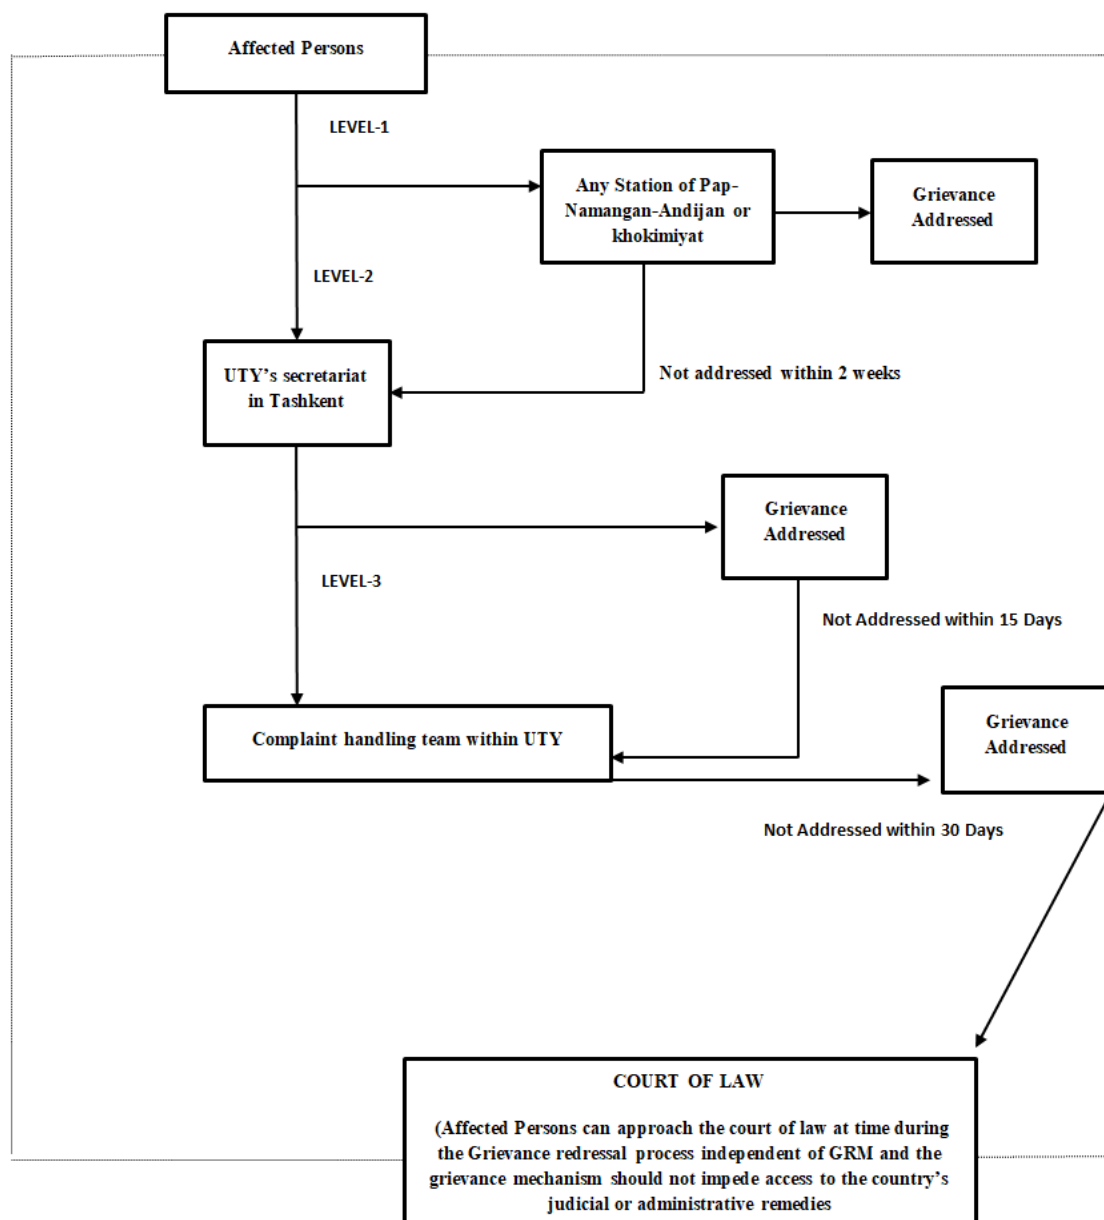 Affected Persons
LEVEL-1
Any Station of Pap-
Namangan-Andijan or
khokimiyat
Grievance
Addressed
LEVEL-2
UTY’s secretariat
in Tashkent
Not addressed within 2 weeks
Grievance
Addressed
LEVEL-3
Not Addressed within 15 Days
Complaint handling team within UTY
Grievance
Addressed
Not Addressed within 30 Days
COURT OF LAW
(Affected Persons can approach the court of law at time during
the Grievance redressal process independent of GRM and the
grievance mechanism should not impede access to the country’s
judicial or administrative remedies